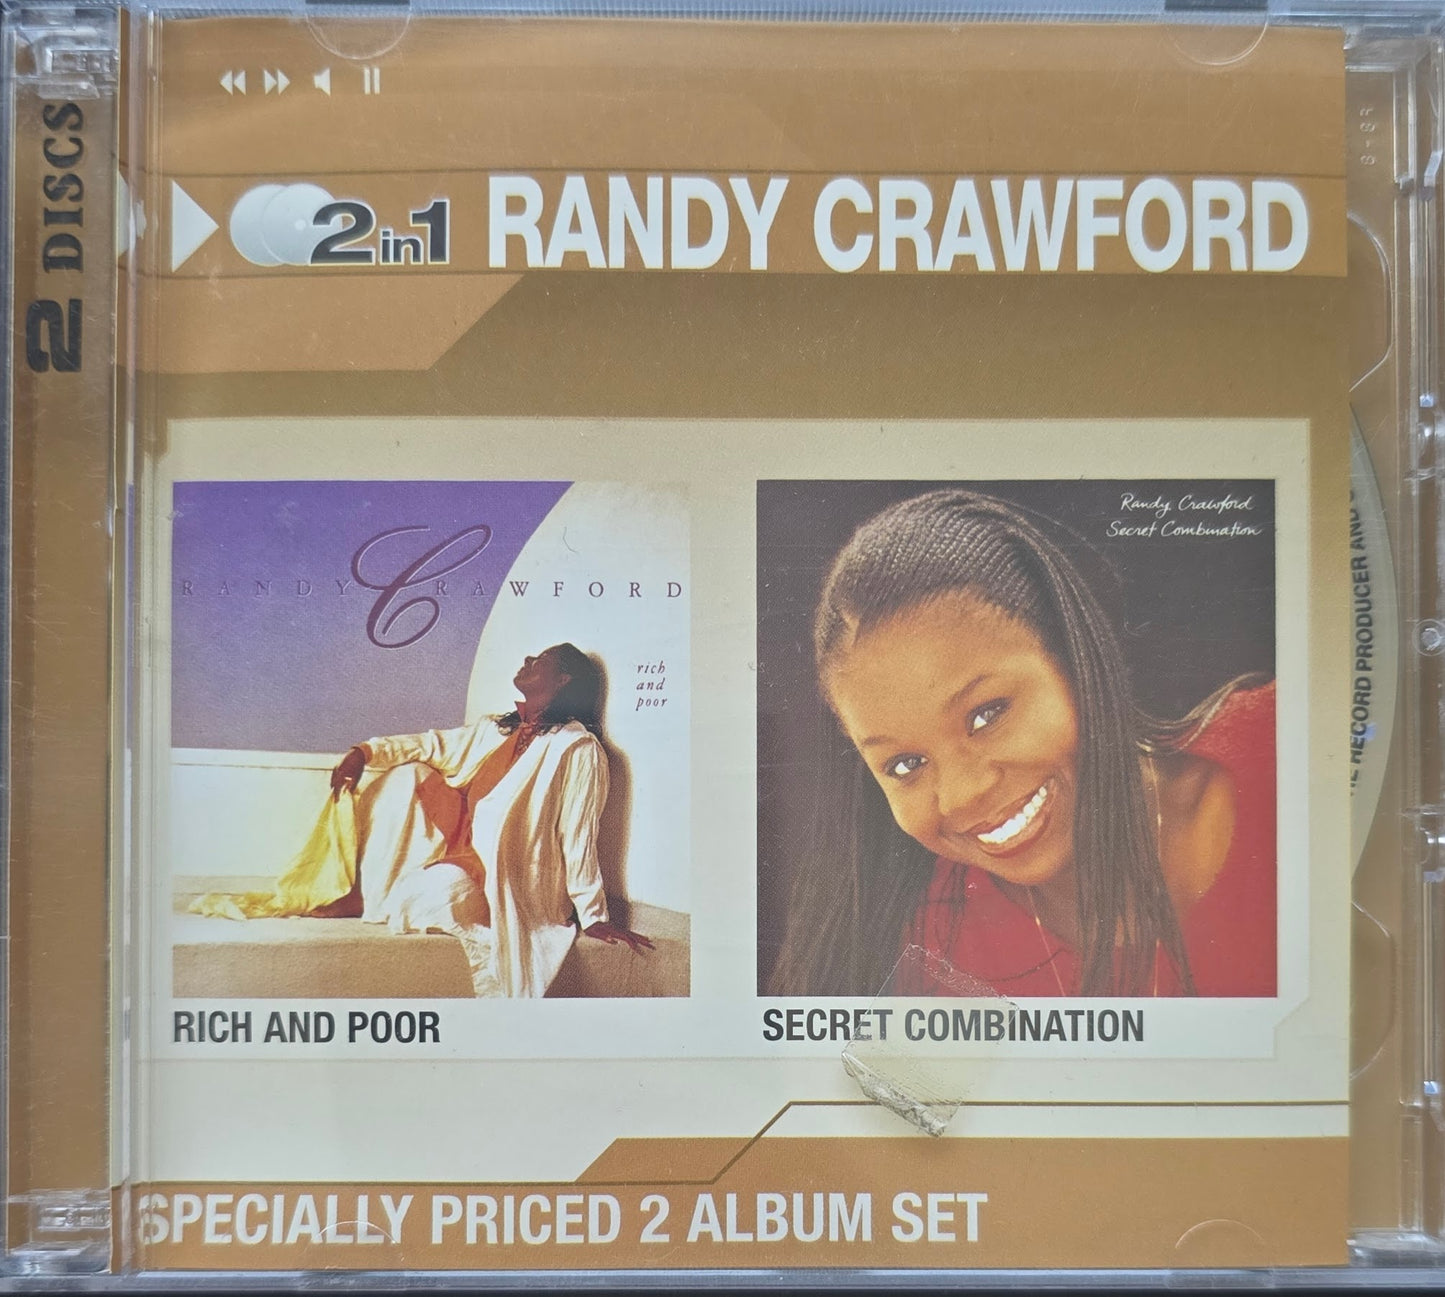 2 DISCS
2in1 RANDY CRAWFORD
RANDY CRAWFORD
rich
and
poor
Randy Crawford
Secret Combination
RICH AND POOR
SECRET COMBINATION
SPECIALLY PRICED 2 ALBUM SET
RECORD PRODUCER AND